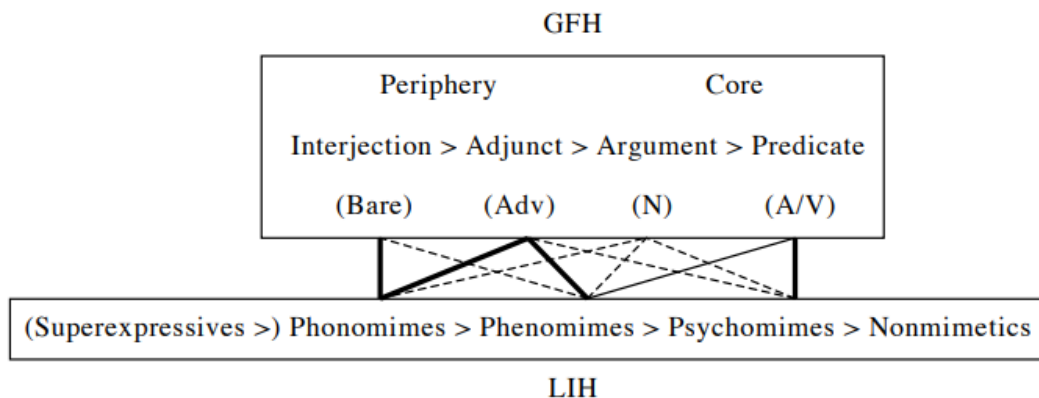 GFH
Periphery Core
Interjection > Adjunct > Argument > Predicate
(Bare) (Adv) (N) (A/V)
(Superexpressives >) Phonomimes > Phenomimes > Psychomimes > Nonmimetics
LIH